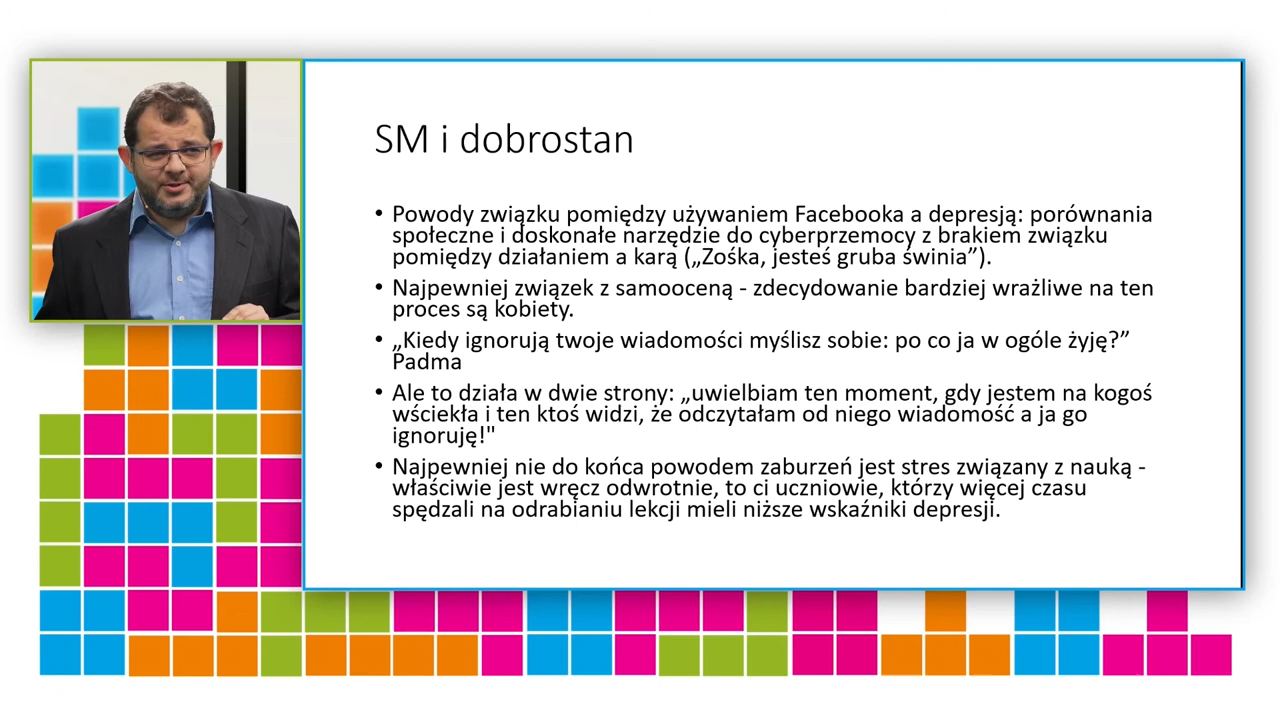 SM i dobrostan
• Powody związku pomiędzy używaniem Facebooka a depresją: porównania
społeczne i doskonałe narzędzie do cyberprzemocy z brakiem związku
pomiędzy działaniem a karą („Zośka, jesteś gruba świnia”).
• Najpewniej związek z samooceną - zdecydowanie bardziej wrażliwe na ten
proces są kobiety.
• „Kiedy ignorują twoje wiadomości myślisz sobie: po co ja w ogóle żyję?”
Padma
• Ale to działa w dwie strony: „uwielbiam ten moment, gdy jestem na kogoś
wściekła i ten ktoś widzi, że odczytałam od niego wiadomość a ja go
ignoruję!"
• Najpewniej nie do końca powodem zaburzeń jest stres związany z nauką -
właściwie jest wręcz odwrotnie, to ci uczniowie, którzy więcej czasu
spędzali na odrabianiu lekcji mieli niższe wskaźniki depresji.